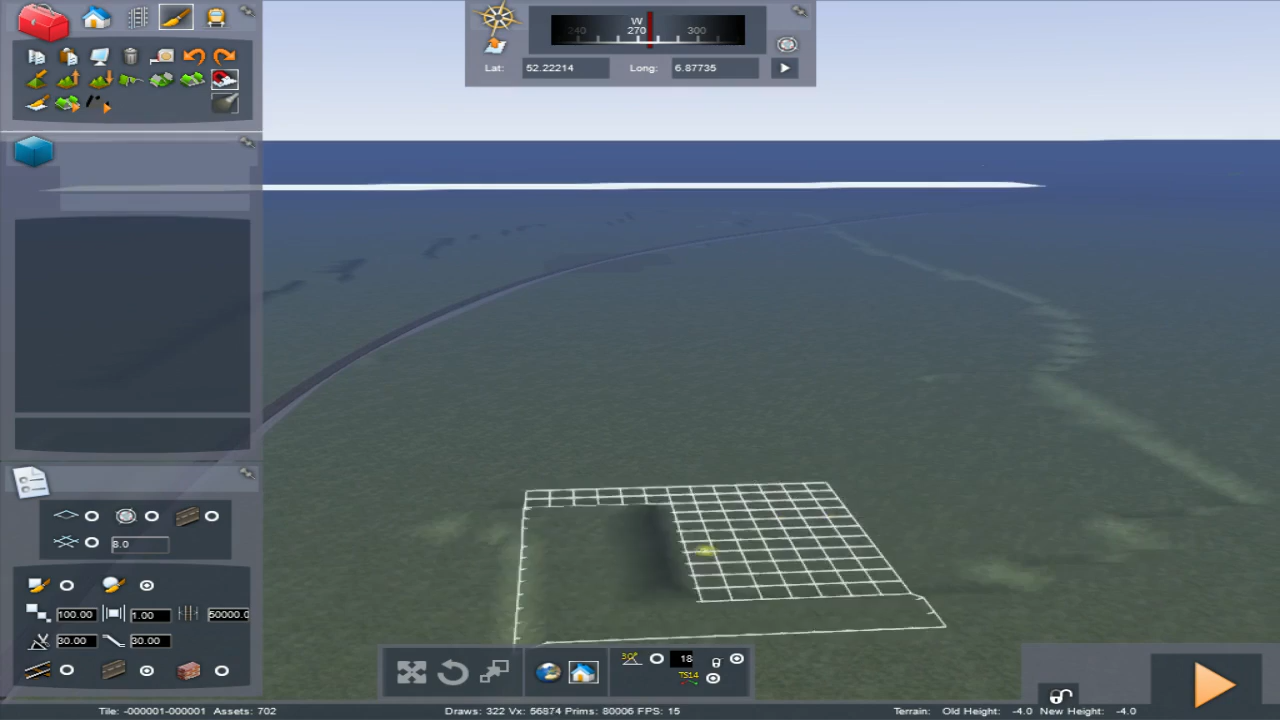 W
240 270 300
Lat: 52.22214 Long: 6.87735
8.0
100.00 1.00 50000.0
30.00 30.00
30° 18
TS14
Tile: -000001-000001 Assets: 702 Draws: 322 Vx: 56874 Prims: 80006 FPS: 15 Terrain: Old Height: -4.0 New Height: -4.0